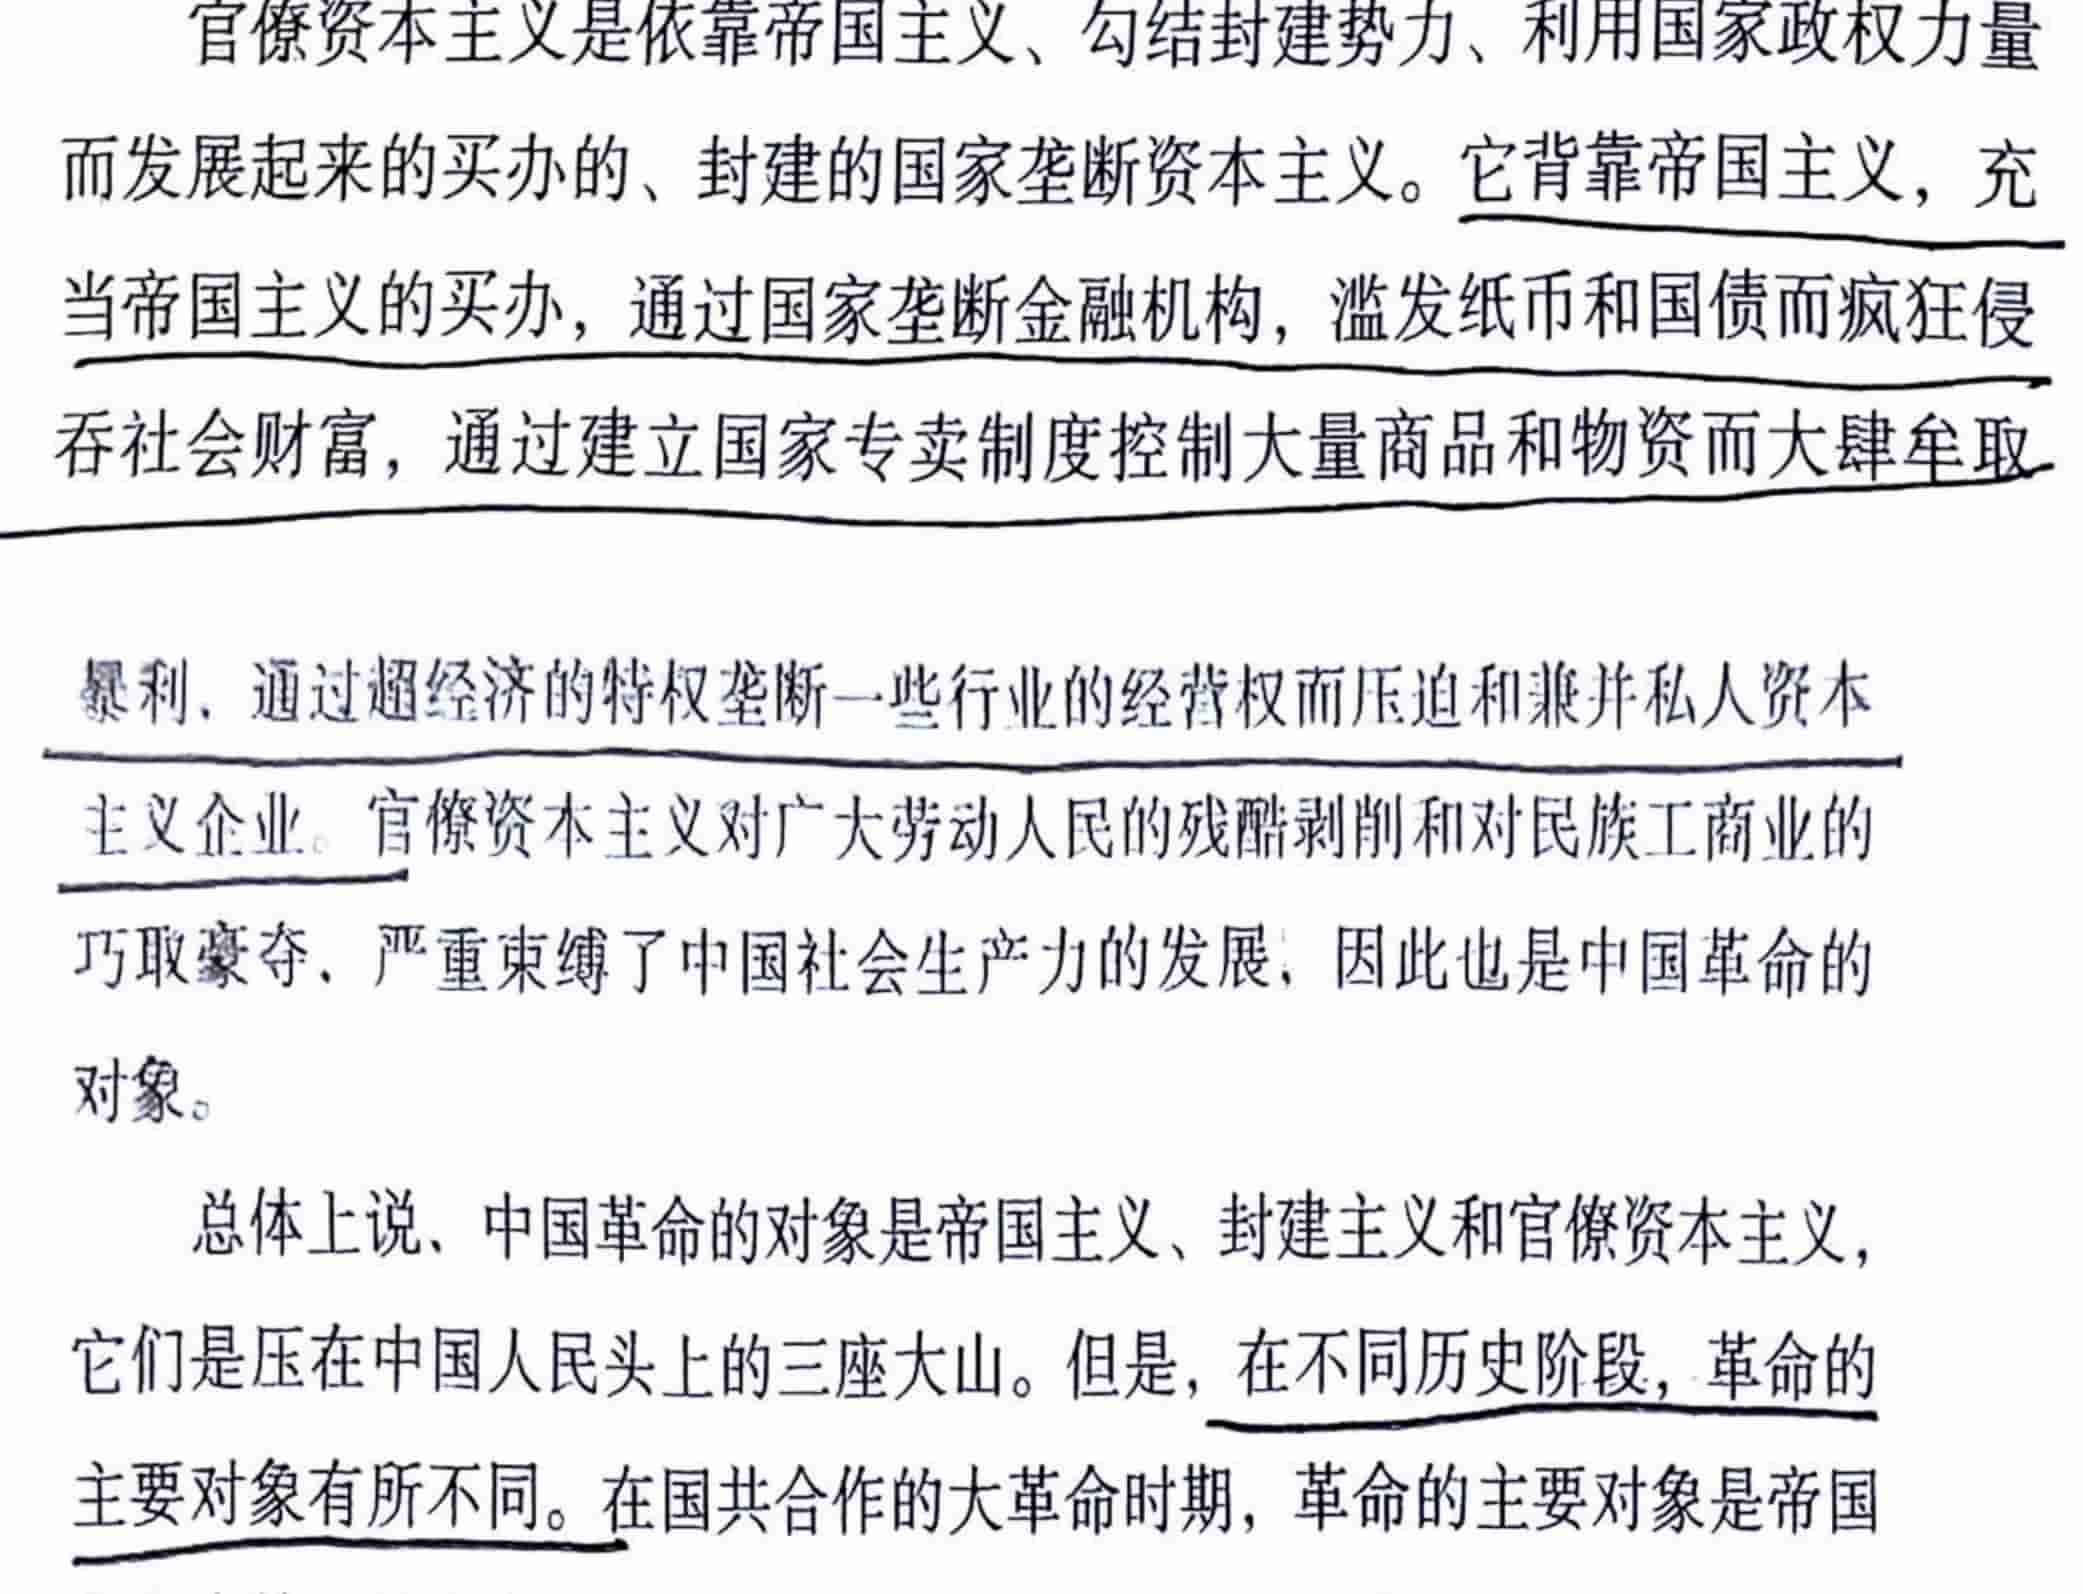 官僚资本主义是依靠帝国主义、勾结封建势力、利用国家政权力量
而发展起来的买办的、封建的国家垄断资本主义。它背靠帝国主义，充
当帝国主义的买办，通过国家垄断金融机构，滥发纸币和国债而疯狂侵
吞社会财富，通过建立国家专卖制度控制大量商品和物资而大肆牟取
暴利，通过超经济的特权垄断一些行业的经营权而压迫和兼并私人资本
主义企业。官僚资本主义对广大劳动人民的残酷剥削和对民族工商业的
巧取豪夺，严重束缚了中国社会生产力的发展，因此也是中国革命的
对象。
总体上说，中国革命的对象是帝国主义、封建主义和官僚资本主义，
它们是压在中国人民头上的三座大山。但是，在不同历史阶段，革命的
主要对象有所不同。在国共合作的大革命时期，革命的主要对象是帝国